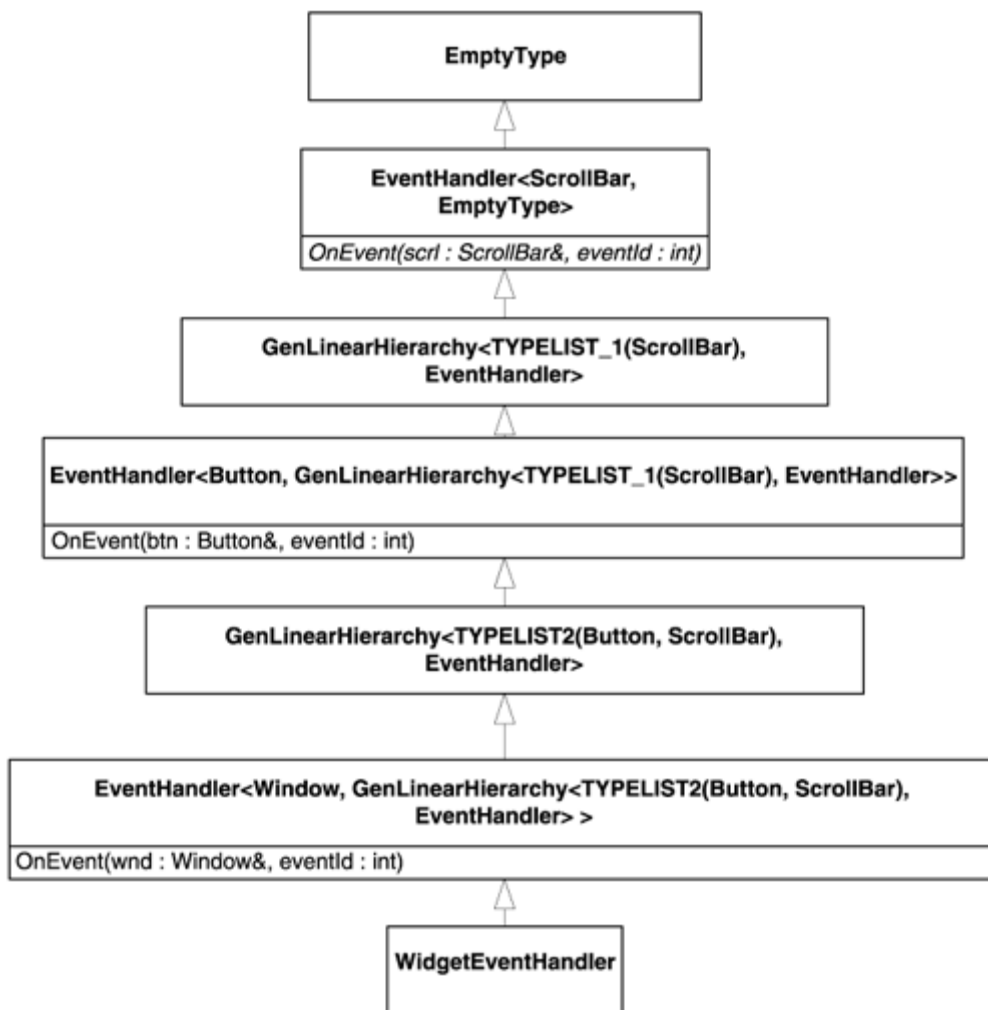 EmptyType
EventHandler<ScrollBar,
EmptyType>
OnEvent(scrl : ScrollBar&, eventId : int)
GenLinearHierarchy<TYPELIST_1(ScrollBar),
EventHandler>
EventHandler<Button, GenLinearHierarchy<TYPELIST_1(ScrollBar), EventHandler>>
OnEvent(btn : Button&, eventId : int)
GenLinearHierarchy<TYPELIST2(Button, ScrollBar),
EventHandler>
EventHandler<Window, GenLinearHierarchy<TYPELIST2(Button, ScrollBar),
EventHandler> >
OnEvent(wnd : Window&, eventId : int)
WidgetEventHandler